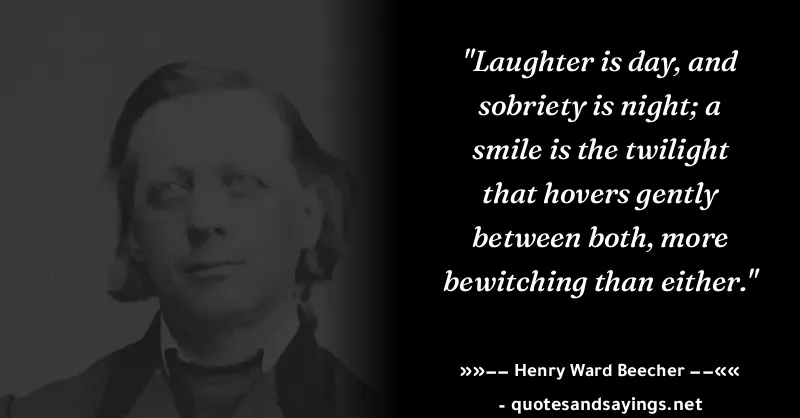 "Laughter is day, and
sobriety is night; a
smile is the twilight
that hovers gently
between both, more
bewitching than either."
»»−− Henry Ward Beecher −−««
- quotesandsayings.net